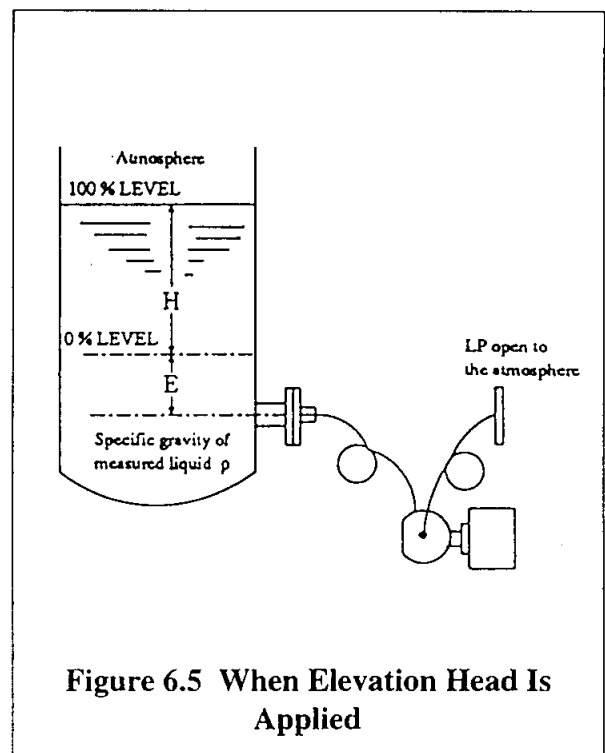 Atmosphere
100 % LEVEL
H
0 % LEVEL
E
LP open to
the atmosphere
Specific gravity of
measured liquid ρ
Figure 6.5 When Elevation Head Is
Applied